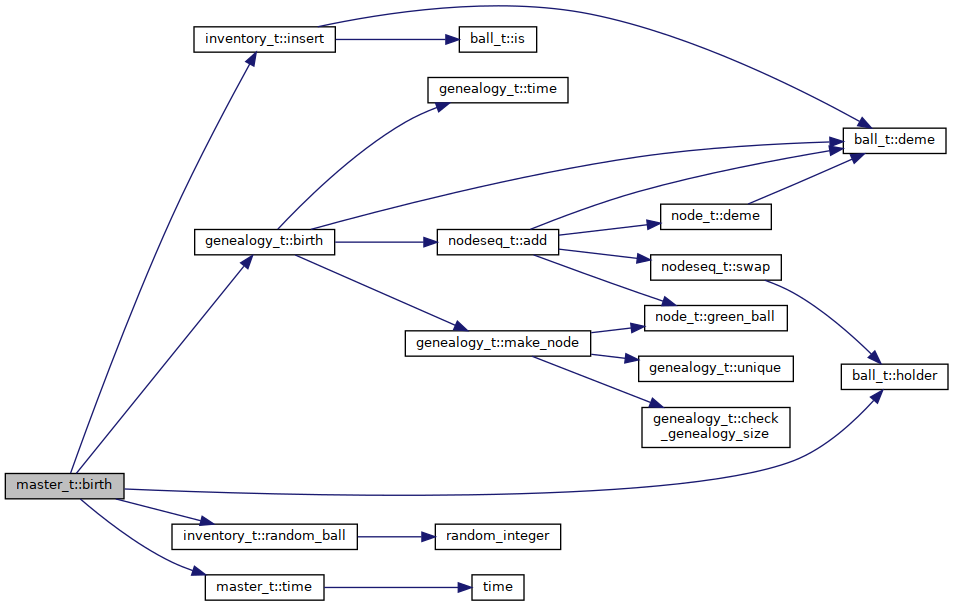 inventory_t::insert
ball_t::is
genealogy_t::time
ball_t::deme
node_t::deme
genealogy_t::birth
nodeseq_t::add
nodeseq_t::swap
node_t::green_ball
genealogy_t::make_node
genealogy_t::unique
ball_t::holder
genealogy_t::check
_genealogy_size
master_t::birth
inventory_t::random_ball
random_integer
master_t::time
time